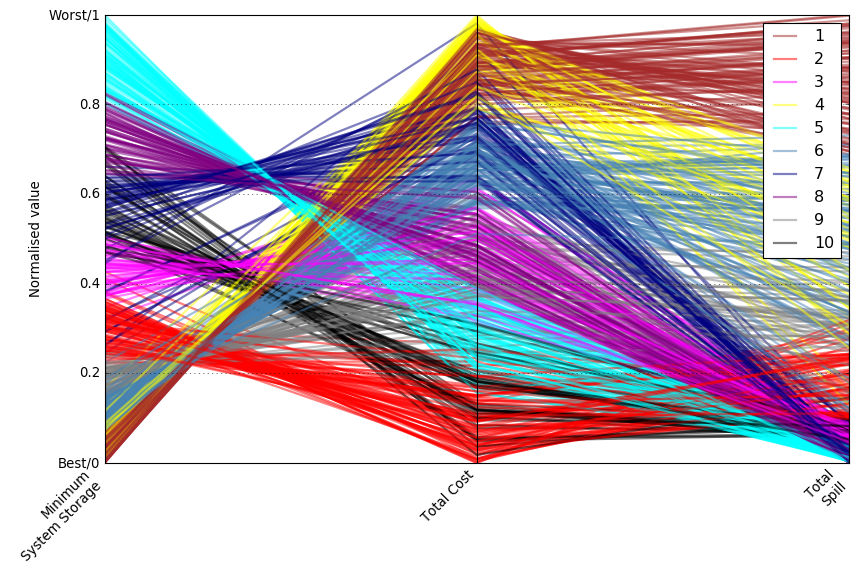 Worst/1
0.8
0.6
0.4
0.2
Best/0
Normalised value
Minimum
System Storage
Total Cost
Total
Spill
1
2
3
4
5
6
7
8
9
10